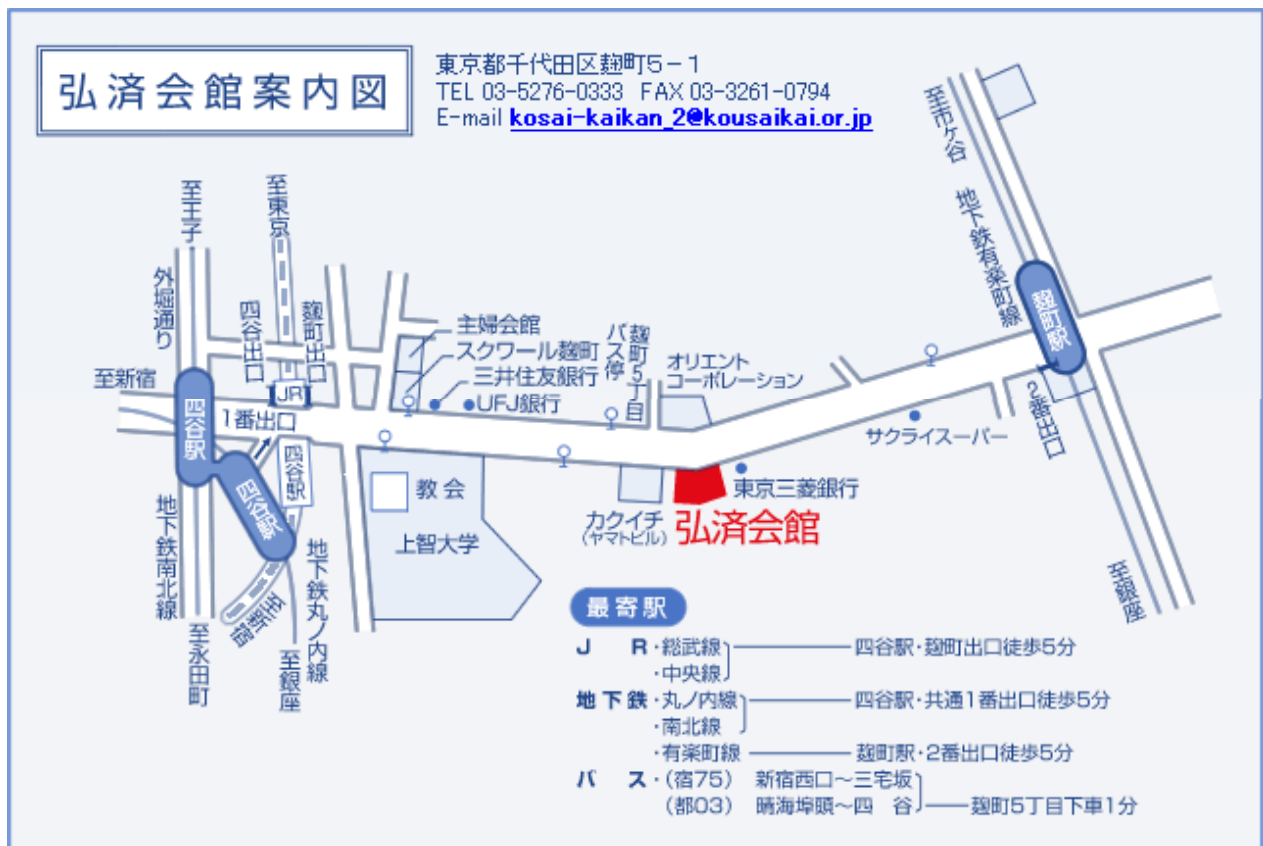 弘済会館案内図
東京都千代田区麹町5-1
TEL 03-5276-0333 FAX 03-3261-0794
E-mail kosai-kaikan_2@kousaikai.or.jp
至王子
至東京
外堀通り
四谷出口
麹町出口
至新宿
四谷駅
JR
1番出口
四谷駅
四谷駅
地下鉄南北線
至永田町
至新宿
至銀座
地下鉄丸ノ内線
主婦会館
スクワール麹町
三井住友銀行
UFJ銀行
麹町5丁目
バス停
オリエント
コーポレーション
教会
上智大学
カクイチ
(ヤマトビル)
弘済会館
東京三菱銀行
サクライスーパー
至市ケ谷
地下鉄有楽町線
麹町駅
2番出口
至銀座
最寄駅
JR・総武線 四谷駅・麹町出口徒歩5分
・中央線
地下鉄・丸ノ内線 四谷駅・共通1番出口徒歩5分
・南北線
・有楽町線 麹町駅・2番出口徒歩5分
バス・(宿75) 新宿西口～三宅坂
(都03) 晴海埠頭～四 谷 麹町5丁目下車1分